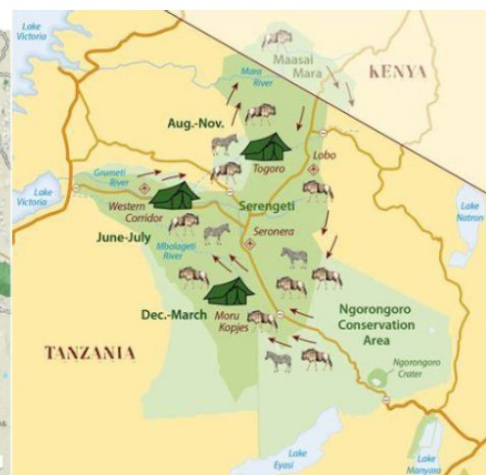 Lake
Victoria
Maasai
Mara
KENYA
Mara
River
Aug.-Nov.
Togoro
Lobo
Grumeti
River
Lake
Victoria
Western
Corridor
Serengeti
Lake
Natron
June-July
Seronera
Mbalageti
River
Dec.-March
Moru
Kopjes
Ngorongoro
Conservation
Area
TANZANIA
Ngorongoro
Crater
Lake
Eyasi
Lake
Manyara